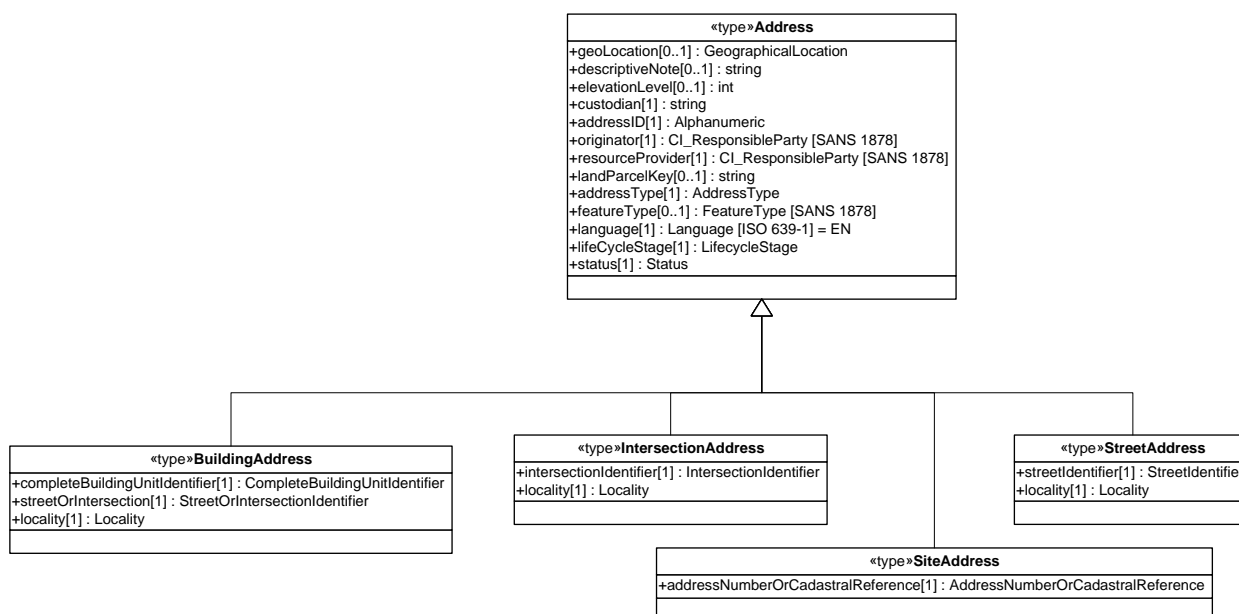 «type»Address
+geoLocation[0..1] : GeographicalLocation
+descriptiveNote[0..1] : string
+elevationLevel[0..1] : int
+custodian[1] : string
+addressID[1] : Alphanumeric
+originator[1] : CI_ResponsibleParty [SANS 1878]
+resourceProvider[1] : CI_ResponsibleParty [SANS 1878]
+landParcelKey[0..1] : string
+addressType[1] : AddressType
+featureType[0..1] : FeatureType [SANS 1878]
+language[1] : Language [ISO 639-1] = EN
+lifeCycleStage[1] : LifecycleStage
+status[1] : Status
«type»BuildingAddress
+completeBuildingUnitIdentifier[1] : CompleteBuildingUnitIdentifier
+streetOrIntersection[1] : StreetOrIntersectionIdentifier
+locality[1] : Locality
«type»IntersectionAddress
+intersectionIdentifier[1] : IntersectionIdentifier
+locality[1] : Locality
«type»StreetAddress
+streetIdentifier[1] : StreetIdentifie
+locality[1] : Locality
«type»SiteAddress
+addressNumberOrCadastralReference[1] : AddressNumberOrCadastralReference